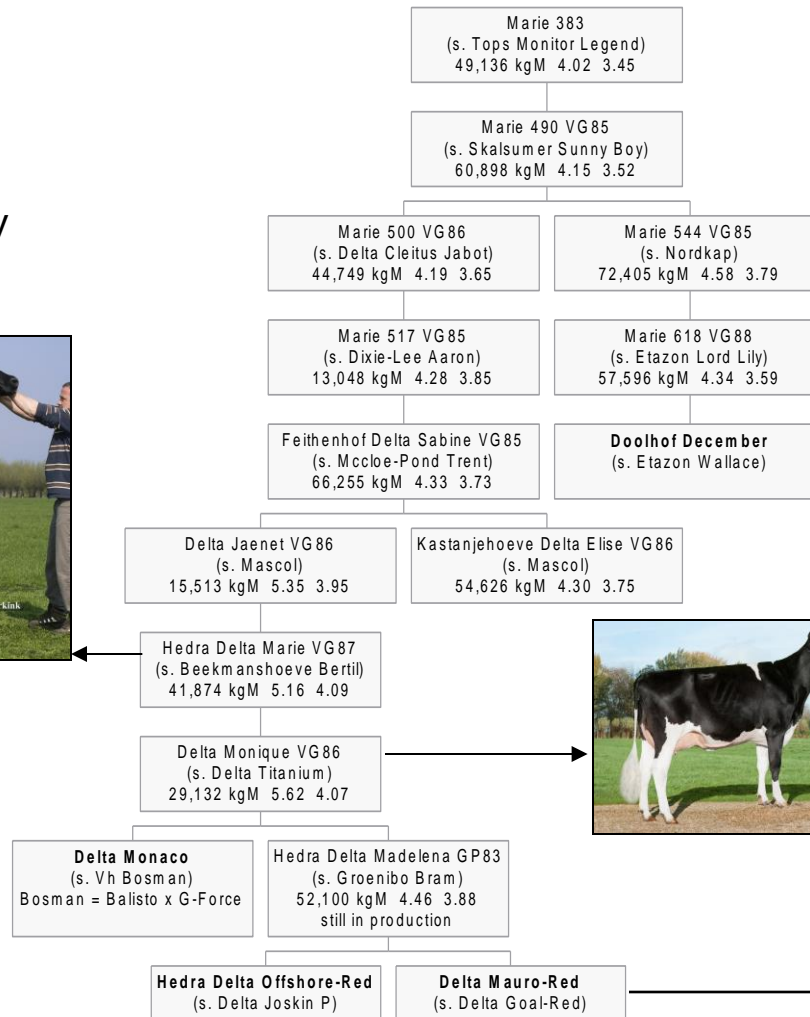 Marie 383
(s. Tops Monitor Legend)
49,136 kgM 4.02 3.45
Marie 490 VG85
(s. Skalsumer Sunny Boy)
60,898 kgM 4.15 3.52
Marie 500 VG86
(s. Delta Cleitus Jabot)
44,749 kgM 4.19 3.65
Marie 544 VG85
(s. Nordkap)
72,405 kgM 4.58 3.79
Marie 517 VG85
(s. Dixie-Lee Aaron)
13,048 kgM 4.28 3.85
Marie 618 VG88
(s. Etazon Lord Lily)
57,596 kgM 4.34 3.59
Feithenhof Delta Sabine VG85
(s. Mccloe-Pond Trent)
66,255 kgM 4.33 3.73
Doolhof December
(s. Etazon Wallace)
Delta Jaenet VG86
(s. Mascol)
15,513 kgM 5.35 3.95
Kastanjehoeve Delta Elise VG86
(s. Mascol)
54,626 kgM 4.30 3.75
Hedra Delta Marie VG87
(s. Beekmanshoeve Bertil)
41,874 kgM 5.16 4.09
Delta Monique VG86
(s. Delta Titanium)
29,132 kgM 5.62 4.07
Delta Monaco
(s. Vh Bosman)
Bosman = Balisto x G-Force
Hedra Delta Madelena GP83
(s. Groenibo Bram)
52,100 kgM 4.46 3.88
still in production
Hedra Delta Offshore-Red
(s. Delta Joskin P)
Delta Mauro-Red
(s. Delta Goal-Red)